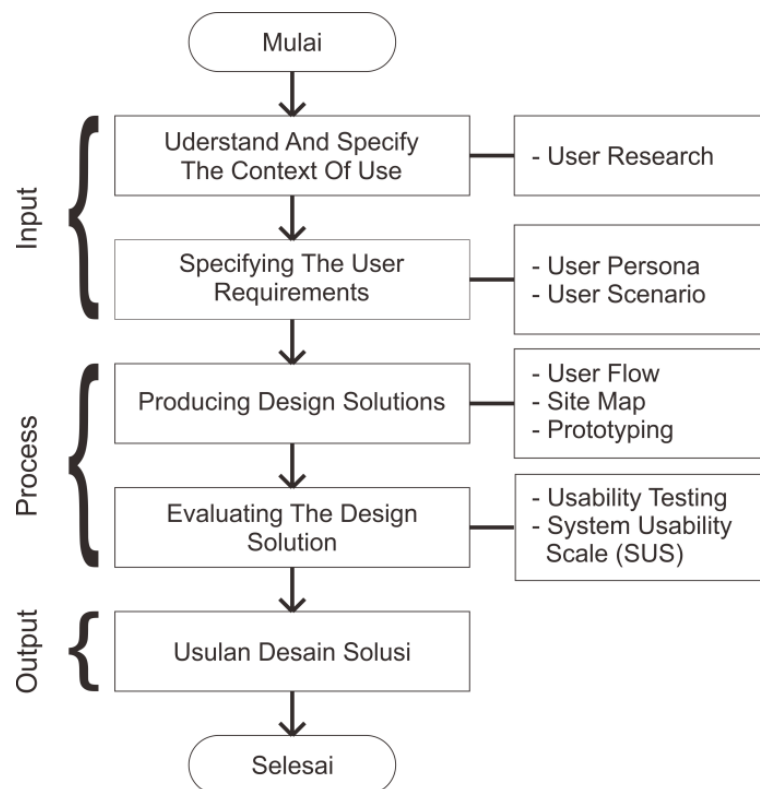 Mulai
Input
Uderstand And Specify
The Context Of Use
- User Research
Specifying The User
Requirements
- User Persona
- User Scenario
Process
Producing Design Solutions
- User Flow
- Site Map
- Prototyping
Evaluating The Design
Solution
- Usability Testing
- System Usability
Scale (SUS)
Output
Usulan Desain Solusi
Selesai